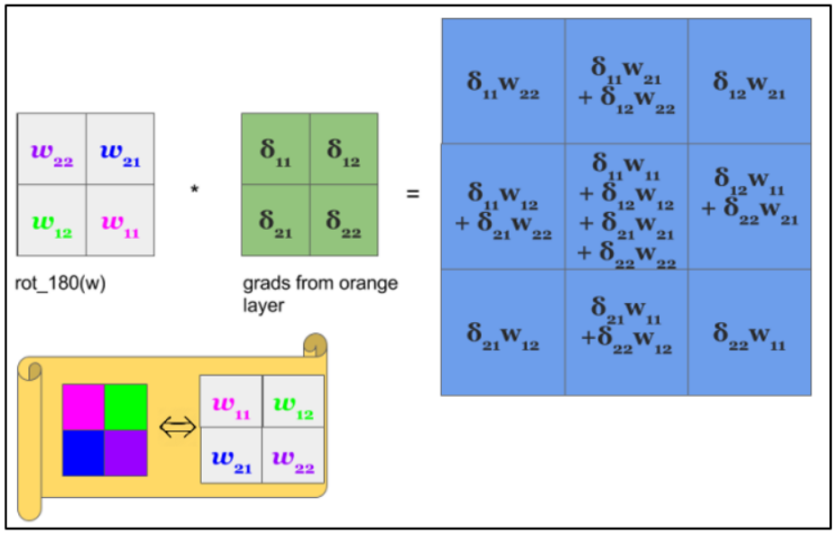 w₂₂ w₂₁
w₁₂ w₁₁
rot_180(w)
*
δ₁₁ δ₁₂
δ₂₁ δ₂₂
grads from orange
layer
=
δ₁₁w₂₂
δ₁₁w₂₁
+ δ₁₂w₂₂
δ₁₂w₂₁
δ₁₁w₁₂
+ δ₂₁w₂₂
δ₁₁w₁₁
+ δ₁₂w₁₂
+ δ₂₁w₂₁
+ δ₂₂w₂₂
δ₁₂w₁₁
+ δ₂₂w₂₁
δ₂₁w₁₂
δ₂₁w₁₁
+δ₂₂w₁₂
δ₂₂w₁₁
w₁₁ w₁₂
w₂₁ w₂₂